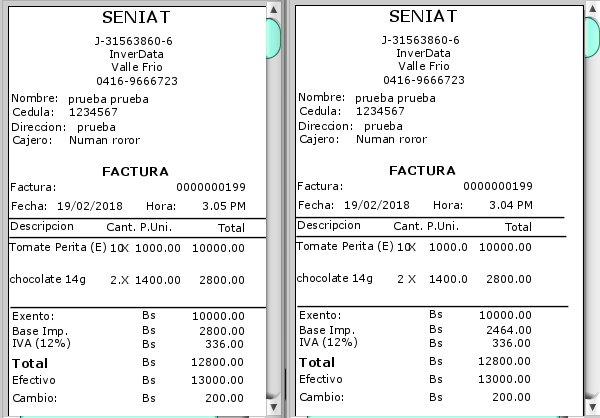 SENIAT
J-31563860-6
InverData
Valle Frio
0416-9666723
Nombre: prueba prueba
Cedula: 1234567
Direccion: prueba
Cajero: Numan roror
FACTURA
Factura: 0000000199
Fecha: 19/02/2018 Hora: 3.05 PM
Descripcion Cant. P.Uni. Total
Tomate Perita (E) 10X 1000.00 10000.00
chocolate 14g 2.X 1400.00 2800.00
Exento: Bs 10000.00
Base Imp. Bs 2800.00
IVA (12%) Bs 336.00
Total Bs 12800.00
Efectivo Bs 13000.00
Cambio: Bs 200.00
SENIAT
J-31563860-6
InverData
Valle Frio
0416-9666723
Nombre: prueba prueba
Cedula: 1234567
Direccion: prueba
Cajero: Numan roror
FACTURA
Factura: 0000000199
Fecha: 19/02/2018 Hora: 3.04 PM
Descripcion Cant. P.Uni. Total
Tomate Perita (E) 10X 1000.0 10000.00
chocolate 14g 2 X 1400.0 2800.00
Exento: Bs 10000.00
Base Imp. Bs 2464.00
IVA (12%) Bs 336.00
Total Bs 12800.00
Efectivo Bs 13000.00
Cambio: Bs 200.00